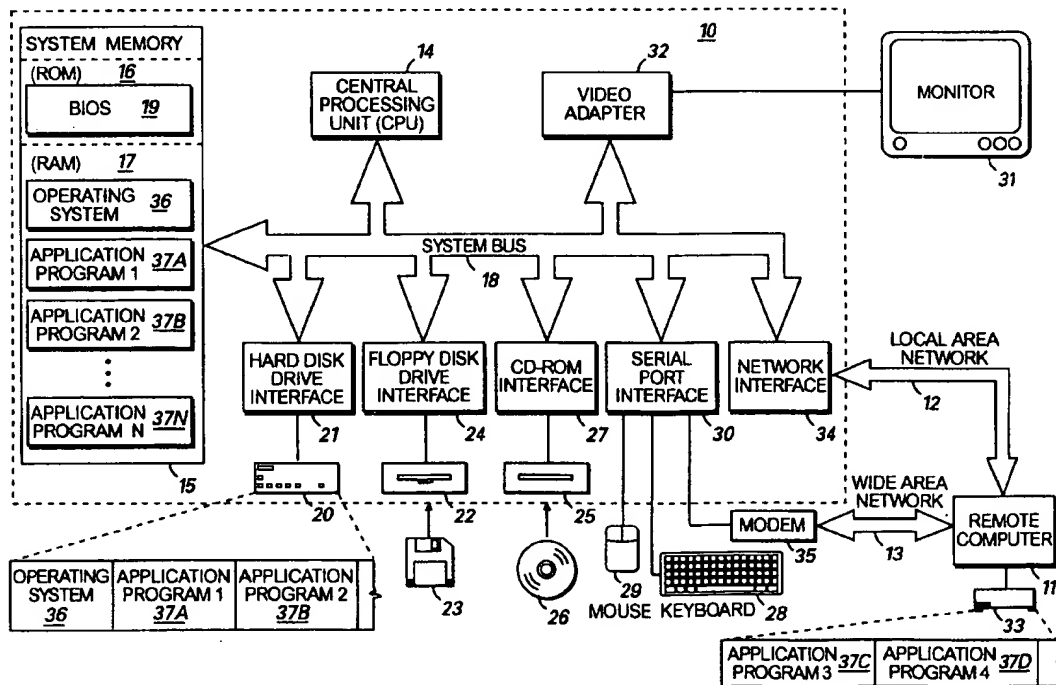 SYSTEM MEMORY
(ROM) 16
BIOS 19
(RAM) 17
OPERATING
SYSTEM 36
APPLICATION
PROGRAM 1 37A
APPLICATION
PROGRAM 2 37B
APPLICATION
PROGRAM N 37N
15
10
14
CENTRAL
PROCESSING
UNIT (CPU)
32
VIDEO
ADAPTER
MONITOR
31
SYSTEM BUS
18
HARD DISK
DRIVE
INTERFACE
21
FLOPPY DISK
DRIVE
INTERFACE
24
CD-ROM
INTERFACE
27
SERIAL
PORT
INTERFACE
30
NETWORK
INTERFACE
34
LOCAL AREA
NETWORK
12
20
22
25
WIDE AREA
NETWORK
13
MODEM
35
REMOTE
COMPUTER
11
33
23
26
29
MOUSE
KEYBOARD
28
OPERATING
SYSTEM
36
APPLICATION
PROGRAM 1
37A
APPLICATION
PROGRAM 2
37B
APPLICATION
PROGRAM 3 37C
APPLICATION
PROGRAM 4 37D